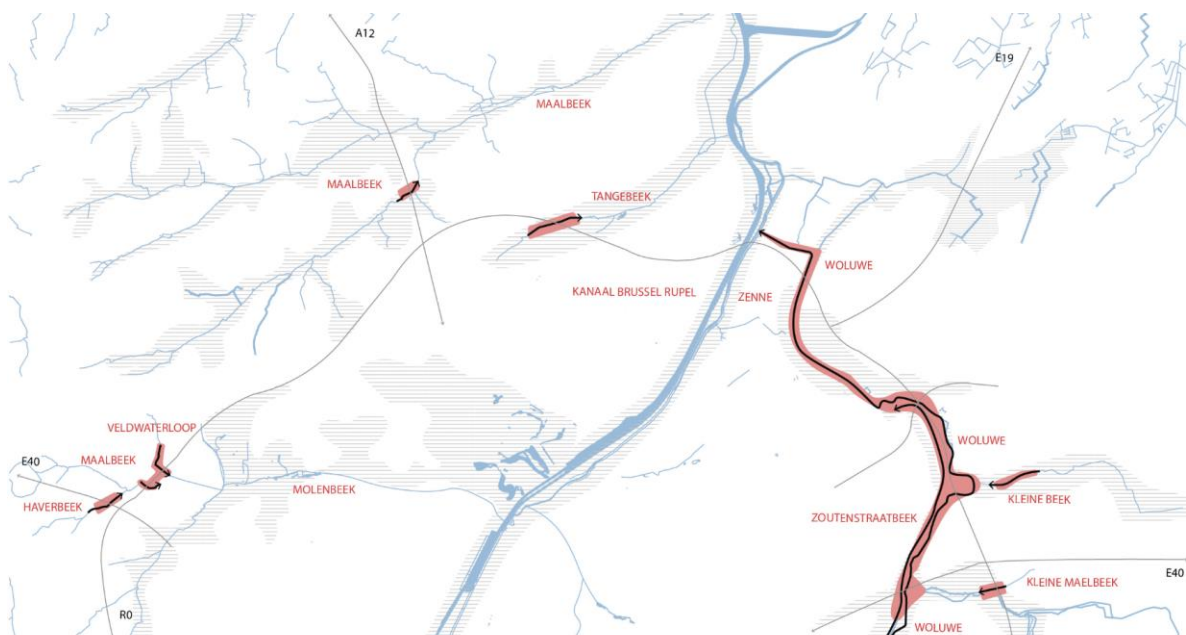 A12
E19
MAALBEEK
MAALBEEK
TANGEBEEK
WOLUWE
KANAAL BRUSSEL RUPEL
ZENNE
VELDWATERLOOP
MAALBEEK
E40
WOLUWE
MOLENBEEK
HAVERBEEK
KLEINE BEEK
ZOUTENSTRAATBEEK
E40
KLEINE MAELBEEK
R0
WOLUWE